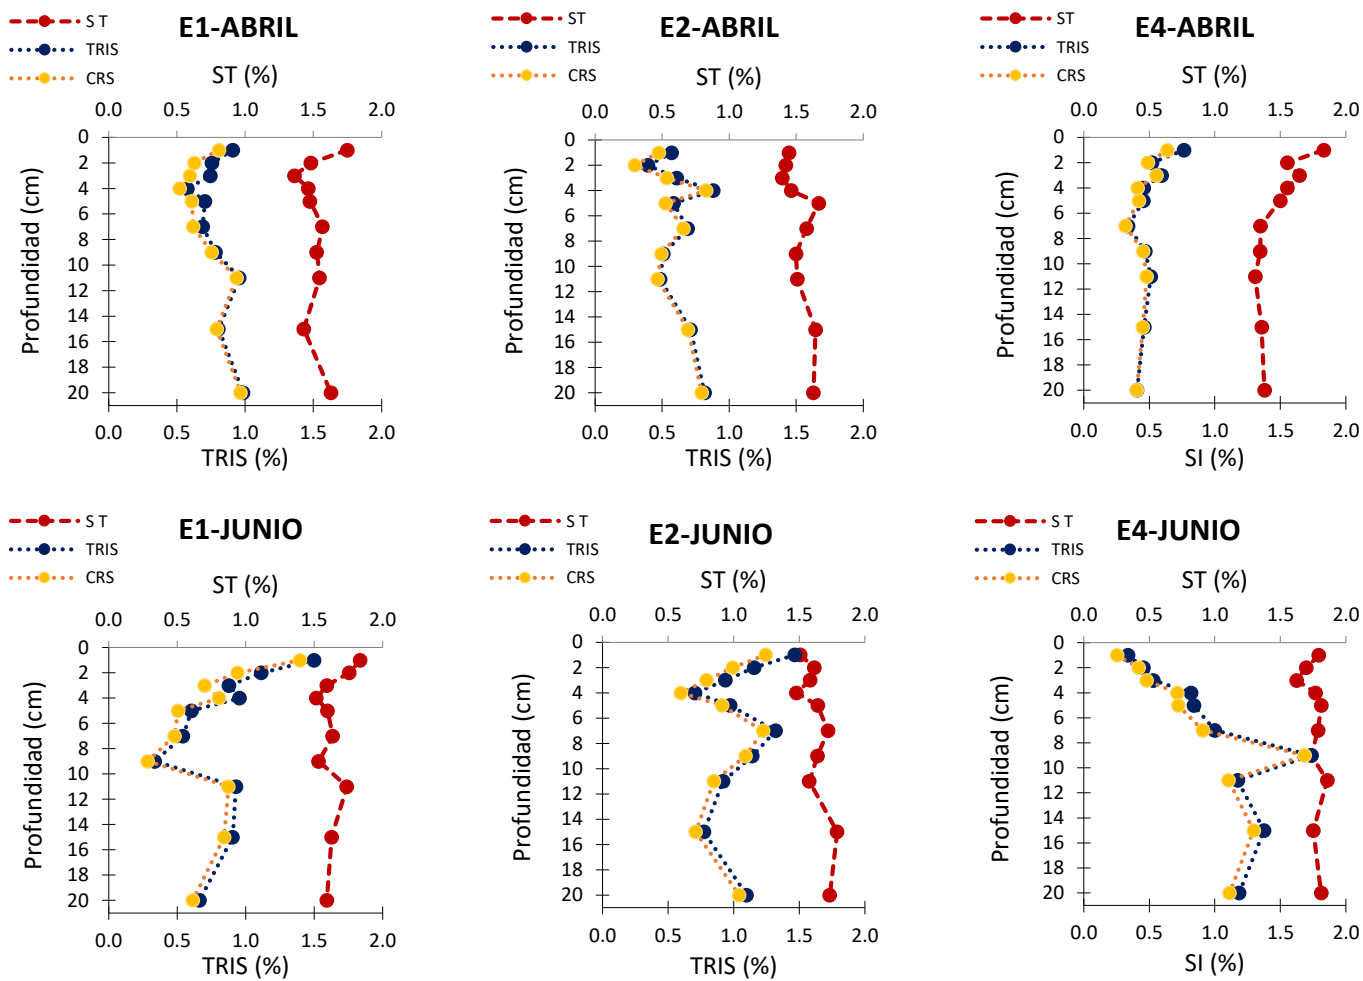 S T
TRIS
CRS
E1-ABRIL
ST (%)
0.0 0.5 1.0 1.5 2.0
0
2
4
6
8
10
12
14
16
18
20
Profundidad (cm)
0.0 0.5 1.0 1.5 2.0
TRIS (%)
ST
TRIS
CRS
E2-ABRIL
ST (%)
0.0 0.5 1.0 1.5 2.0
0
2
4
6
8
10
12
14
16
18
20
Profundidad (cm)
0.0 0.5 1.0 1.5 2.0
TRIS (%)
ST
TRIS
CRS
E4-ABRIL
ST (%)
0.0 0.5 1.0 1.5 2.0
0
2
4
6
8
10
12
14
16
18
20
Profundidad (cm)
0.0 0.5 1.0 1.5 2.0
SI (%)
S T
TRIS
CRS
E1-JUNIO
ST (%)
0.0 0.5 1.0 1.5 2.0
0
2
4
6
8
10
12
14
16
18
20
Profundidad (cm)
0.0 0.5 1.0 1.5 2.0
TRIS (%)
S T
TRIS
CRS
E2-JUNIO
ST (%)
0.0 0.5 1.0 1.5 2.0
0
2
4
6
8
10
12
14
16
18
20
Profundidad (cm)
0.0 0.5 1.0 1.5 2.0
TRIS (%)
S T
TRIS
CRS
E4-JUNIO
ST (%)
0.0 0.5 1.0 1.5 2.0
0
2
4
6
8
10
12
14
16
18
20
Profundidad (cm)
0.0 0.5 1.0 1.5 2.0
SI (%)